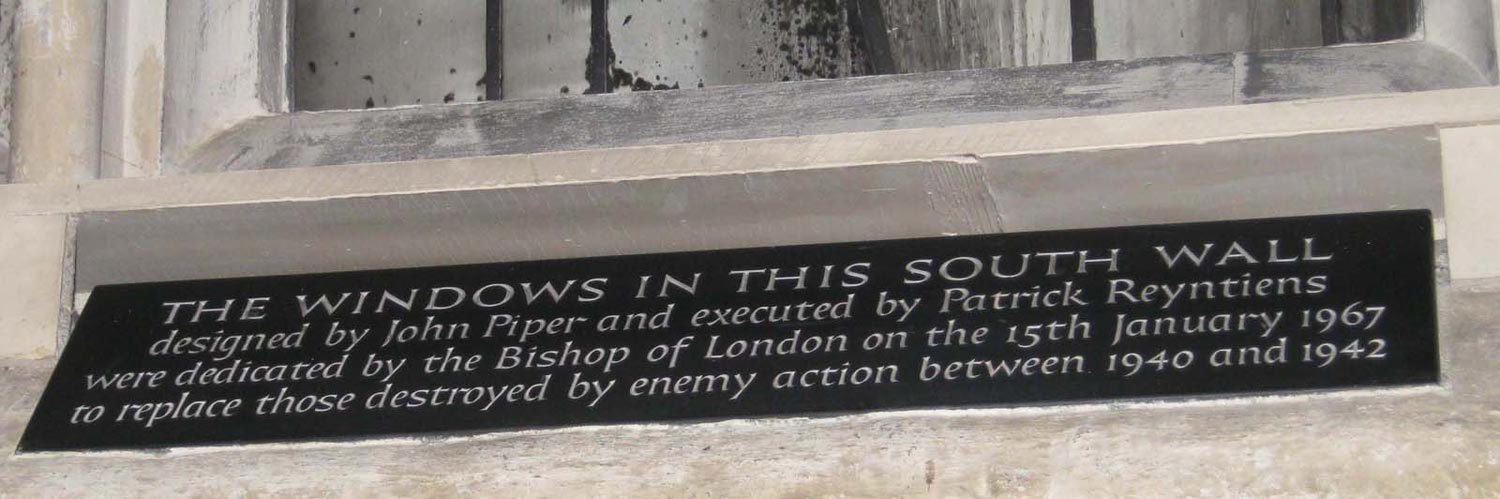 THE WINDOWS IN THIS SOUTH WALL
designed by John Piper and executed by Patrick Reyntiens
were dedicated by the Bishop of London on the 15th January 1967
to replace those destroyed by enemy action between 1940 and 1942